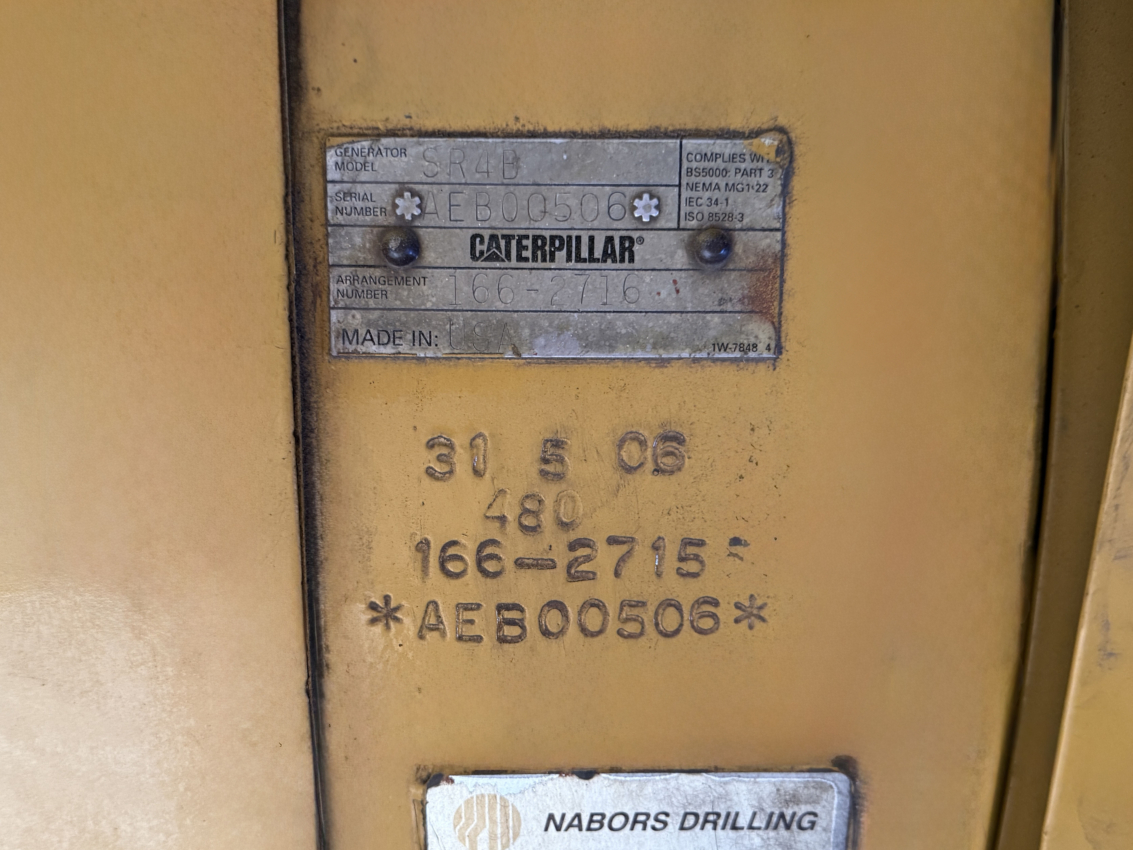 GENERATOR MODEL SR4B
SERIAL NUMBER *AEB00506*
COMPLIES WIT
BS5000: PART 3
NEMA MG1-22
IEC 34-1
ISO 8528-3
CATERPILLAR®
ARRANGEMENT NUMBER 166-2716
MADE IN: USA
1W-7848 4
31 5 06
480
166-2715
*AEB00506*
NABORS DRILLING